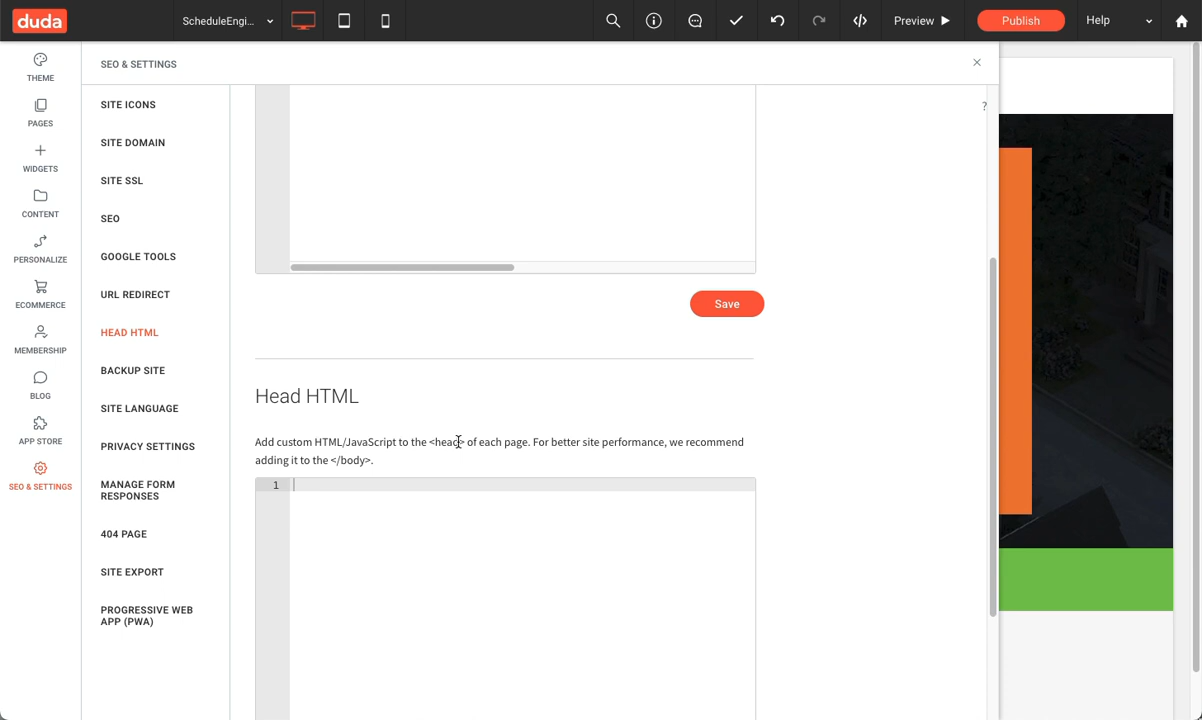 duda
ScheduleEngi...
Preview
Publish
Help
THEME
PAGES
WIDGETS
CONTENT
PERSONALIZE
ECOMMERCE
MEMBERSHIP
BLOG
APP STORE
SEO & SETTINGS
SEO & SETTINGS
SITE ICONS
SITE DOMAIN
SITE SSL
SEO
GOOGLE TOOLS
URL REDIRECT
HEAD HTML
BACKUP SITE
SITE LANGUAGE
PRIVACY SETTINGS
MANAGE FORM
RESPONSES
404 PAGE
SITE EXPORT
PROGRESSIVE WEB
APP (PWA)
?
Save
Head HTML
Add custom HTML/JavaScript to the <head> of each page. For better site performance, we recommend
adding it to the </body>.
1